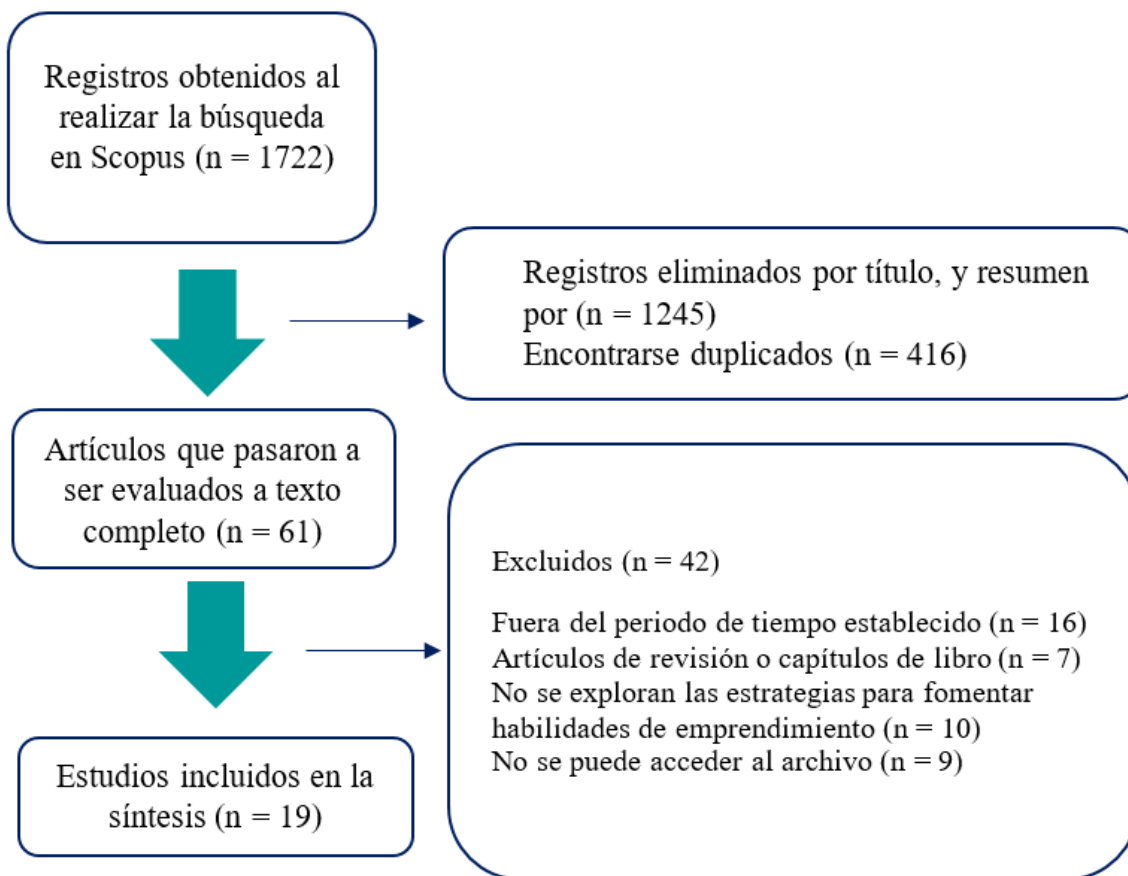 Registros obtenidos al
realizar la búsqueda
en Scopus (n = 1722)
Registros eliminados por título, y resumen
por (n = 1245)
Encontrarse duplicados (n = 416)
Artículos que pasaron a
ser evaluados a texto
completo (n = 61)
Excluidos (n = 42)
Fuera del periodo de tiempo establecido (n = 16)
Artículos de revisión o capítulos de libro (n = 7)
No se exploran las estrategias para fomentar
habilidades de emprendimiento (n = 10)
No se puede acceder al archivo (n = 9)
Estudios incluidos en la
síntesis (n = 19)